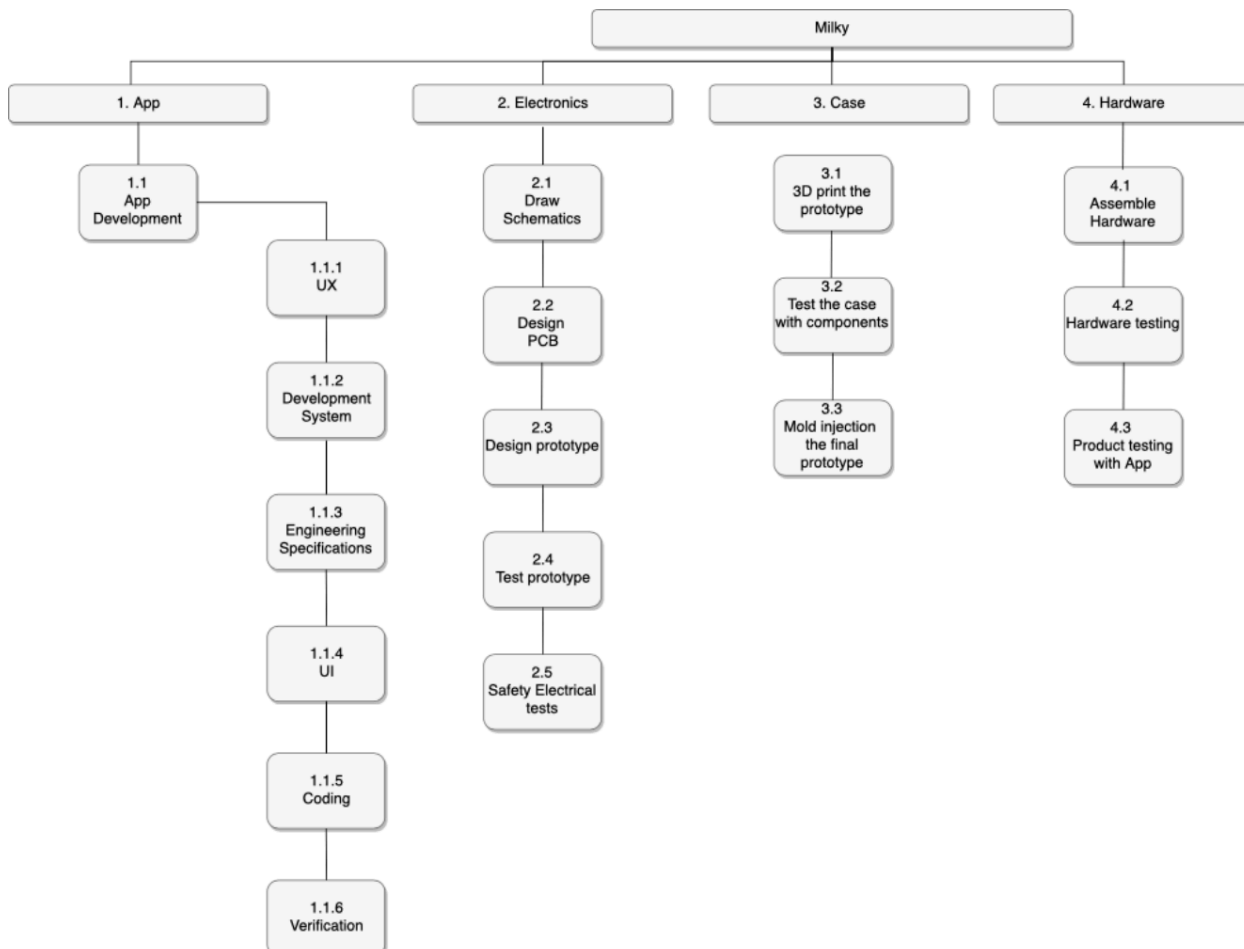 Milky
1. App
2. Electronics
3. Case
4. Hardware
1.1
App
Development
1.1.1
UX
1.1.2
Development
System
1.1.3
Engineering
Specifications
1.1.4
UI
1.1.5
Coding
1.1.6
Verification
2.1
Draw
Schematics
2.2
Design
PCB
2.3
Design prototype
2.4
Test prototype
2.5
Safety Electrical
tests
3.1
3D print the
prototype
3.2
Test the case
with components
3.3
Mold injection
the final
prototype
4.1
Assemble
Hardware
4.2
Hardware testing
4.3
Product testing
with App